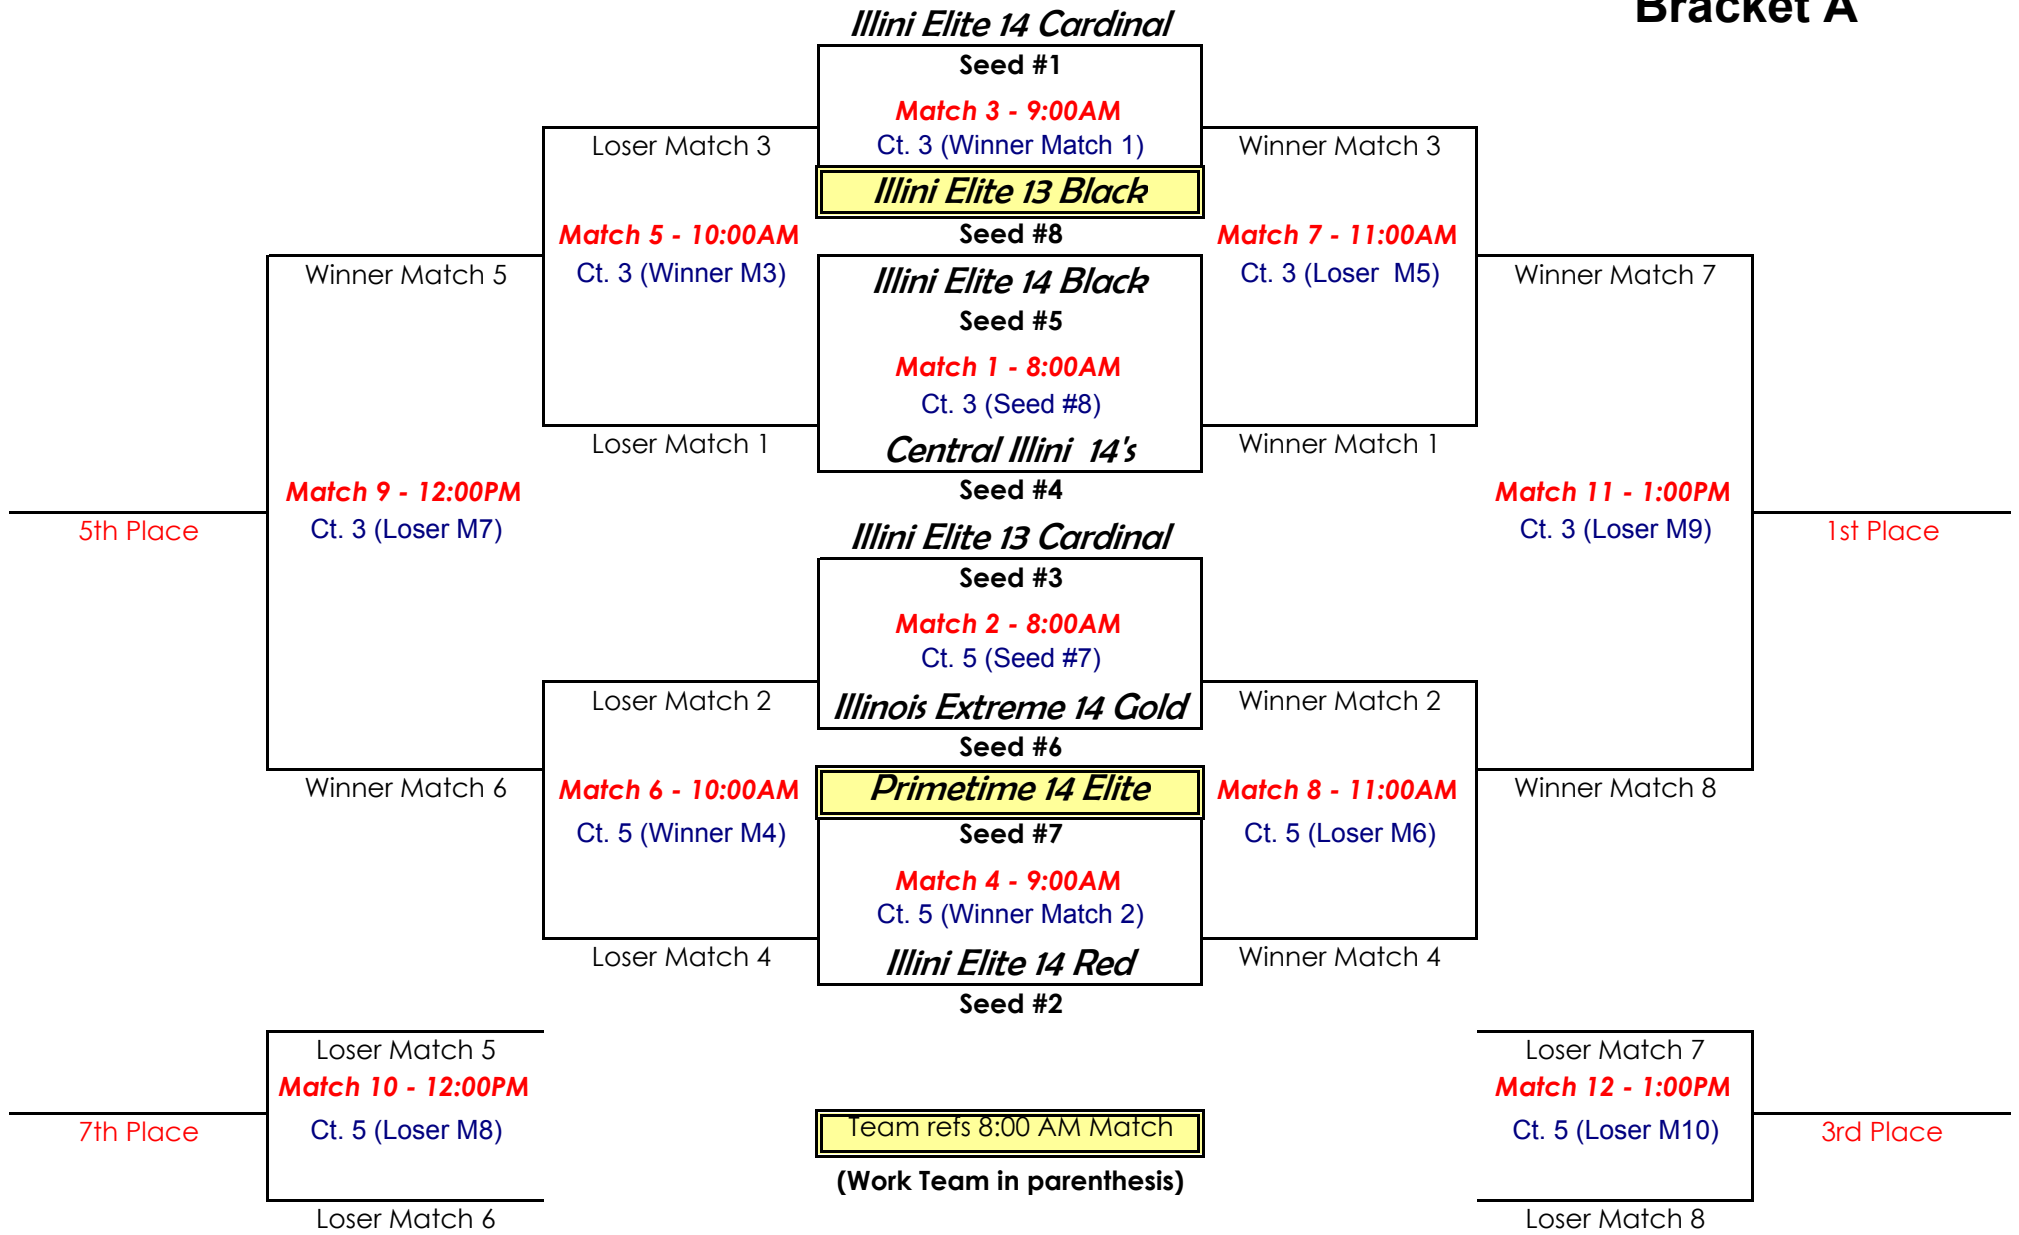 Bracket A
Illini Elite 14 Cardinal
Seed #1
Match 3 - 9:00AM
Loser Match 3
Ct. 3 (Winner Match 1)
Winner Match 3
Illini Elite 13 Black
Match 5 - 10:00AM
Seed #8
Match 7 - 11:00AM
Winner Match 5
Ct. 3 (Winner M3)
Illini Elite 14 Black
Ct. 3 (Loser  M5)
Winner Match 7
Seed #5
Match 1 - 8:00AM
Ct. 3 (Seed #8)
Loser Match 1
Central Illini  14's
Winner Match 1
Match 9 - 12:00PM
Seed #4
Match 11 - 1:00PM
5th Place
Ct. 3 (Loser M7)
Illini Elite 13 Cardinal
Ct. 3 (Loser M9)
1st Place
Seed #3
Match 2 - 8:00AM
Ct. 5 (Seed #7)
Loser Match 2
Illinois Extreme 14 Gold
Winner Match 2
Seed #6
Winner Match 6
Match 6 - 10:00AM
Primetime 14 Elite
Match 8 - 11:00AM
Winner Match 8
Ct. 5 (Winner M4)
Seed #7
Ct. 5 (Loser M6)
Match 4 - 9:00AM
Ct. 5 (Winner Match 2)
Loser Match 4
Illini Elite 14 Red
Winner Match 4
Seed #2
Loser Match 5
Loser Match 7
Match 10 - 12:00PM
Match 12 - 1:00PM
7th Place
Ct. 5 (Loser M8)
Team refs 8:00 AM Match
Ct. 5 (Loser M10)
3rd Place
(Work Team in parenthesis)
Loser Match 6
Loser Match 8